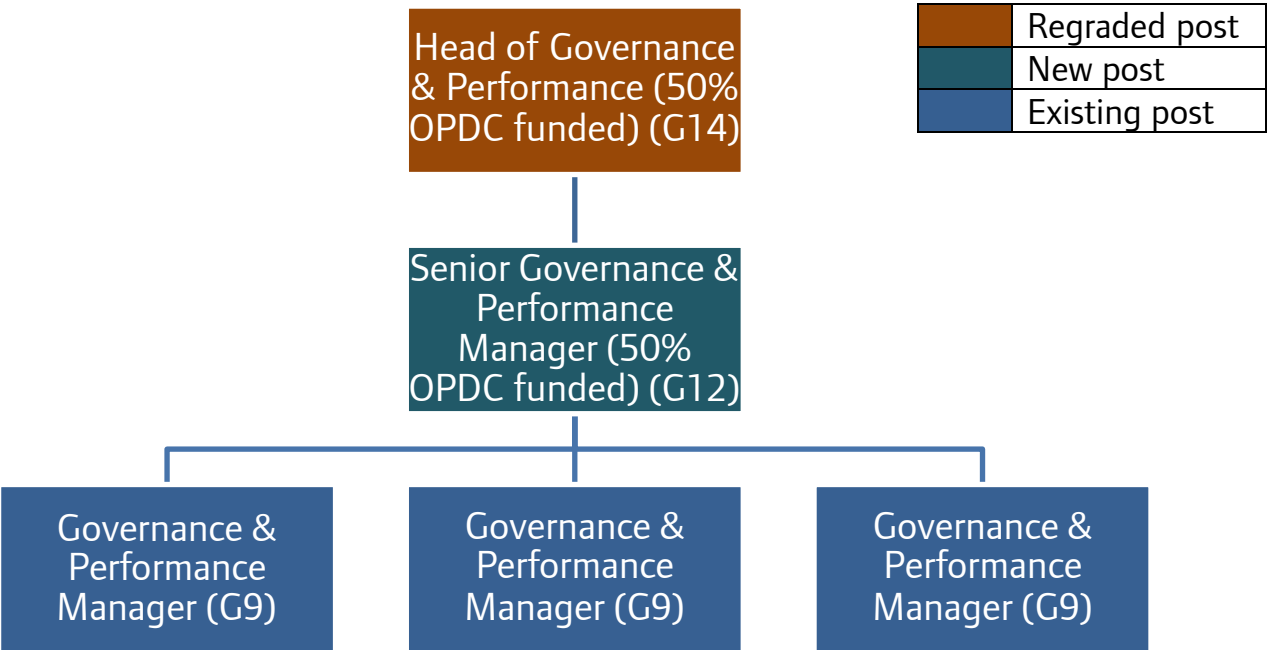 Head of Governance
& Performance (50%
OPDC funded) (G14)
Regraded post
New post
Existing post
Senior Governance &
Performance
Manager (50%
OPDC funded) (G12)
Governance &
Performance
Manager (G9)
Governance &
Performance
Manager (G9)
Governance &
Performance
Manager (G9)